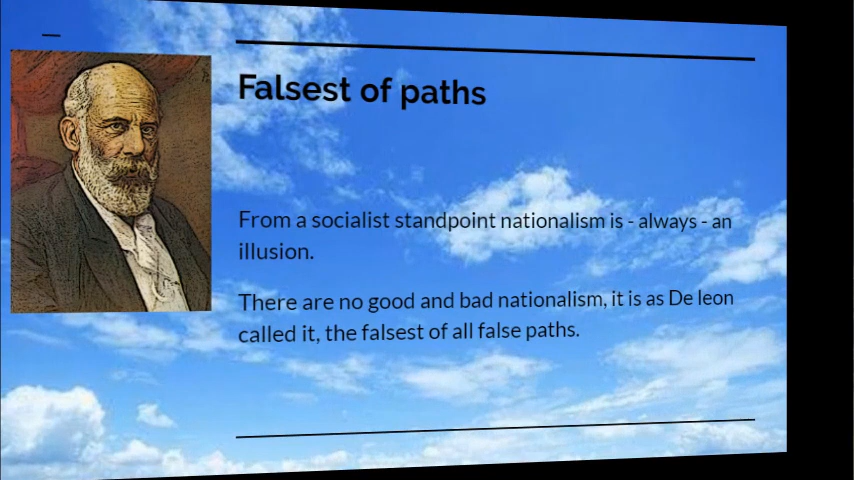 Falsest of paths
From a socialist standpoint nationalism is - always - an
illusion.
There are no good and bad nationalism, it is as De leon
called it, the falsest of all false paths.